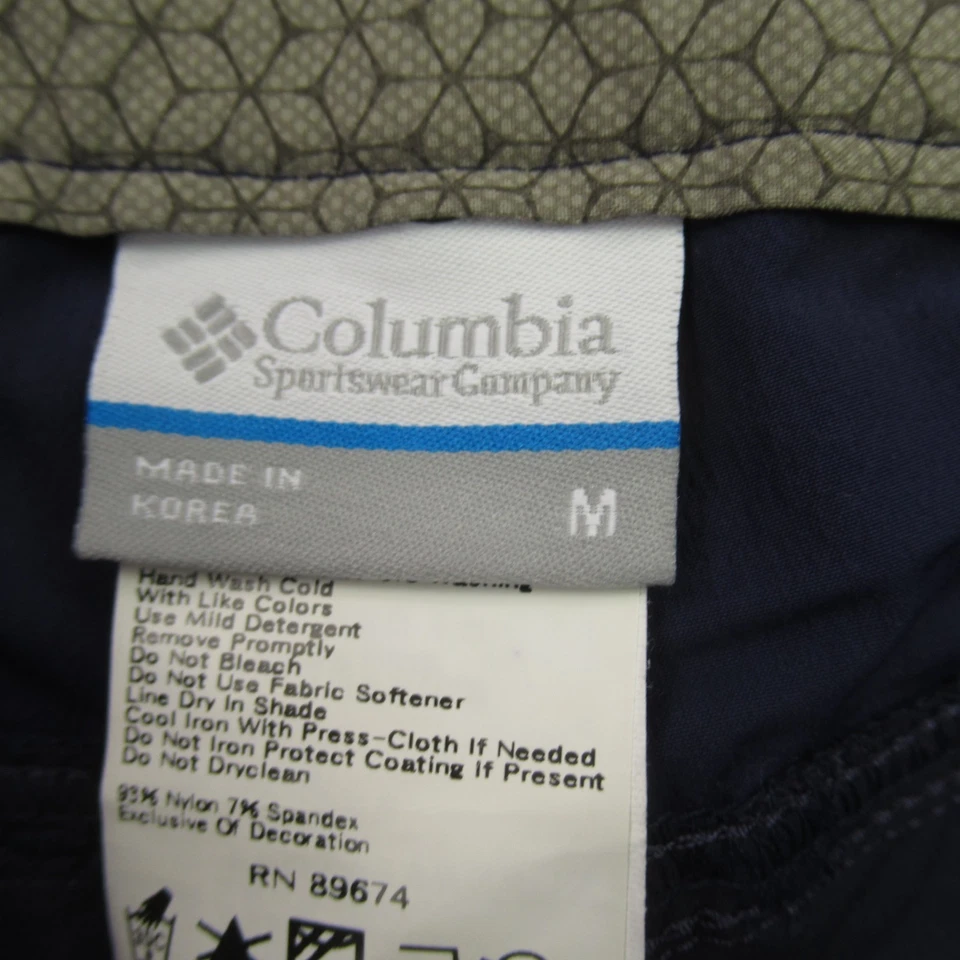 Columbia
Sportswear Company
MADE IN
KOREA
M
Hand Wash Cold
With Like Colors
Use Mild Detergent
Remove Promptly
Do Not Bleach
Do Not Use Fabric Softener
Line Dry In Shade
Cool Iron With Press-Cloth If Needed
Do Not Iron Protect Coating If Present
Do Not Dryclean
93% Nylon 7% Spandex
Exclusive Of Decoration
RN 89674